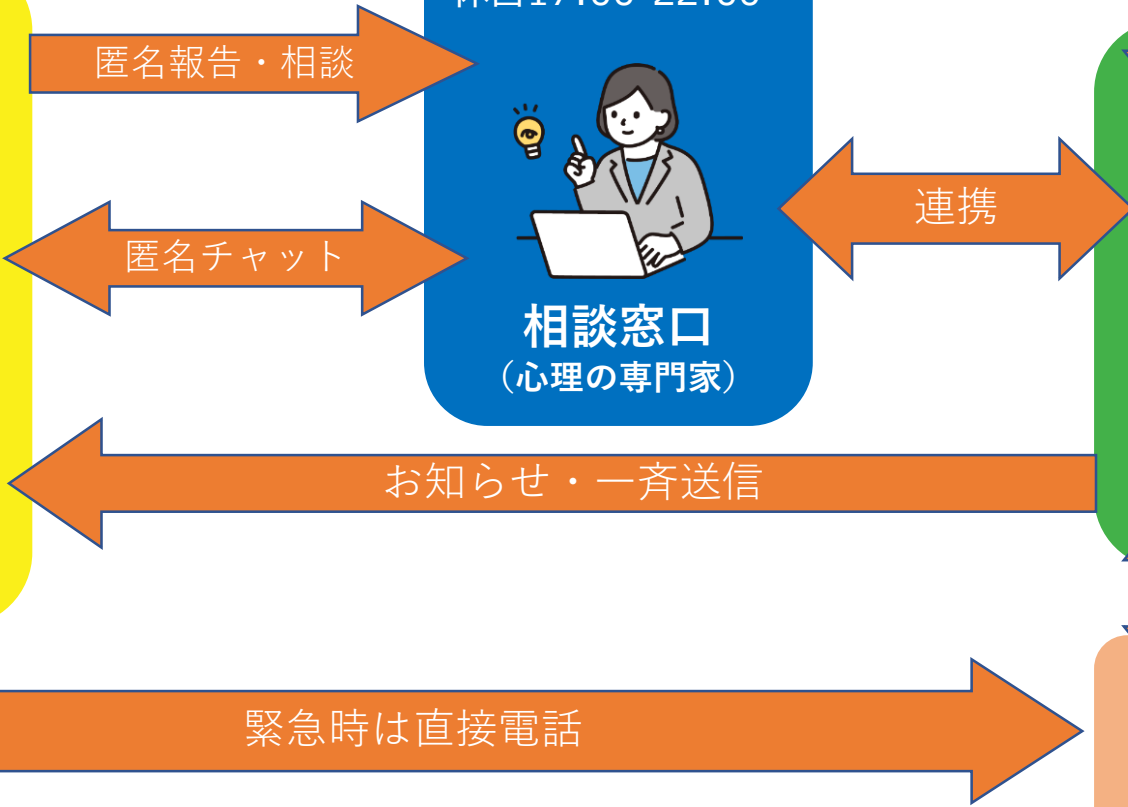 匿名報告・相談
匿名チャット
連携
相談窓口
（心理の専門家）
お知らせ・一斉送信
緊急時は直接電話